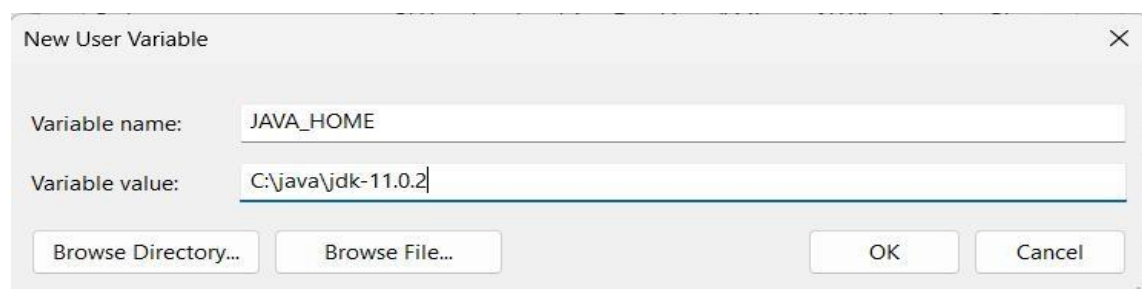 New User Variable
Variable name: JAVA_HOME
Variable value: C:\java\jdk-11.0.2
Browse Directory... Browse File... OK Cancel